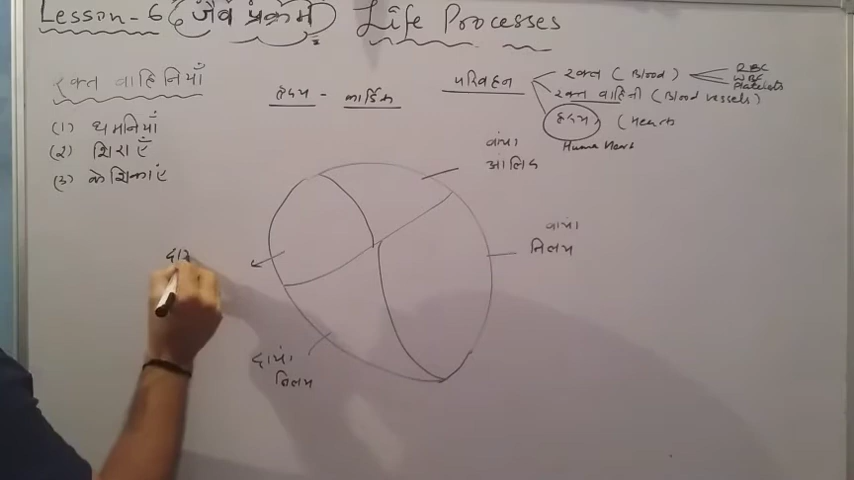 Lesson-6 जैव प्रक्रम Life Processes
रक्त वाहिनियाँ
(1) धमनियाँ
(2) शिराएँ
(3) केशिकाएं
हृदय - कार्डिक
परिवहन
रक्त (Blood)
RBC
WBC
Platelets
रक्त वाहिनी (Blood vessels)
हृदय (Heart
Human Heart
बांया
आलिंद
बायां
निलय
दायां
निलय